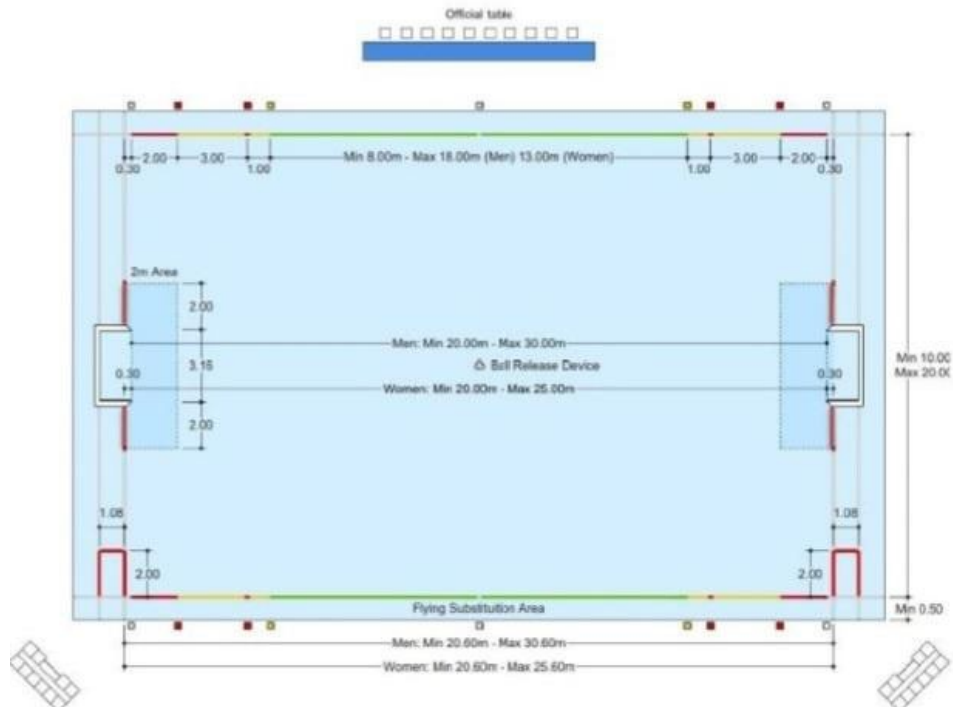 Official table
2.00 3.00 Min 8.00m - Max 18.00m (Men) 13.00m (Women) 3.00 2.00
0.30 1.00 1.00 0.30
2m Area
2.00
Men: Min 20.00m - Max 30.00m
3.15 Ball Release Device
Min 10.00
Max 20.00
0.30 0.30
Women: Min 20.00m - Max 25.00m
2.00
1.08 1.08
2.00 2.00
Flying Substitution Area
Min 0.50
Men: Min 20.60m - Max 30.60m
Women: Min 20.60m - Max 25.60m